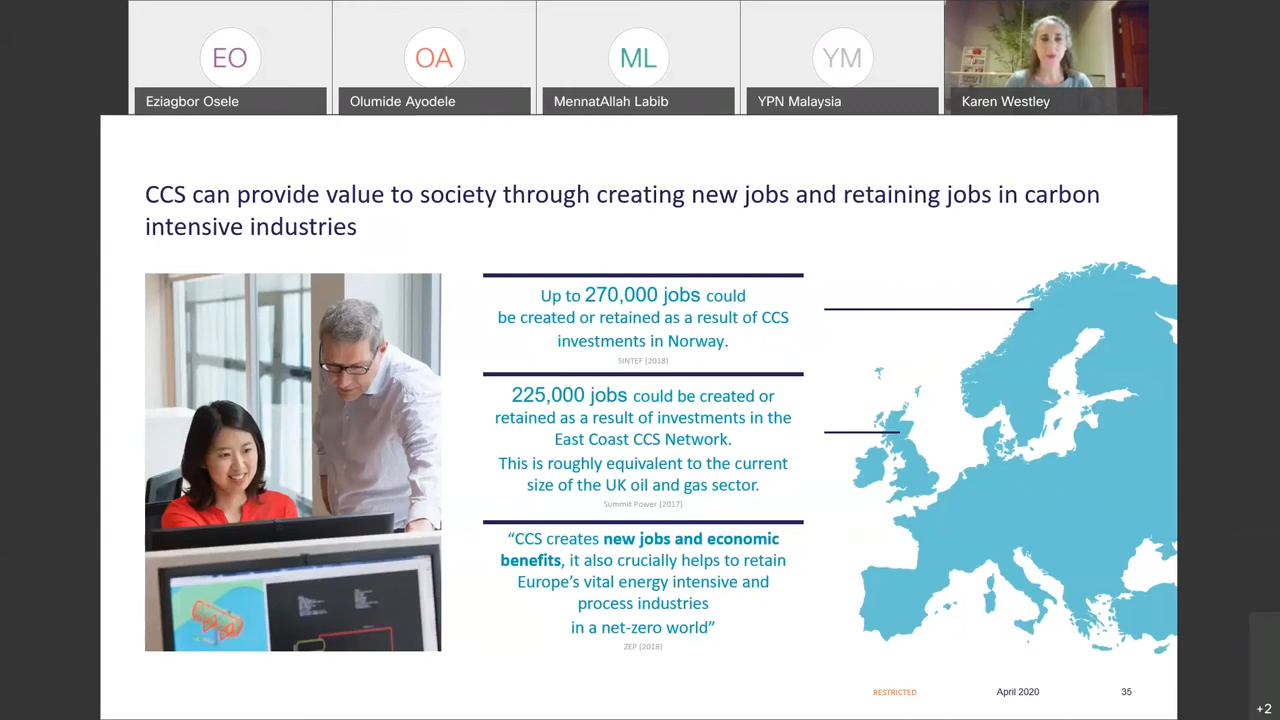 EO
OA
ML
YM
Eziagbor Osele
Olumide Ayodele
MennatAllah Labib
YPN Malaysia
Karen Westley
CCS can provide value to society through creating new jobs and retaining jobs in carbon
intensive industries
Up to 270,000 jobs could
be created or retained as a result of CCS
investments in Norway.
SINTEF (2018)
225,000 jobs could be created or
retained as a result of investments in the
East Coast CCS Network.
This is roughly equivalent to the current
size of the UK oil and gas sector.
Summit Power (2017)
“CCS creates new jobs and economic
benefits, it also crucially helps to retain
Europe’s vital energy intensive and
process industries
in a net-zero world”
ZEP (2018)
RESTRICTED
April 2020
35
+2